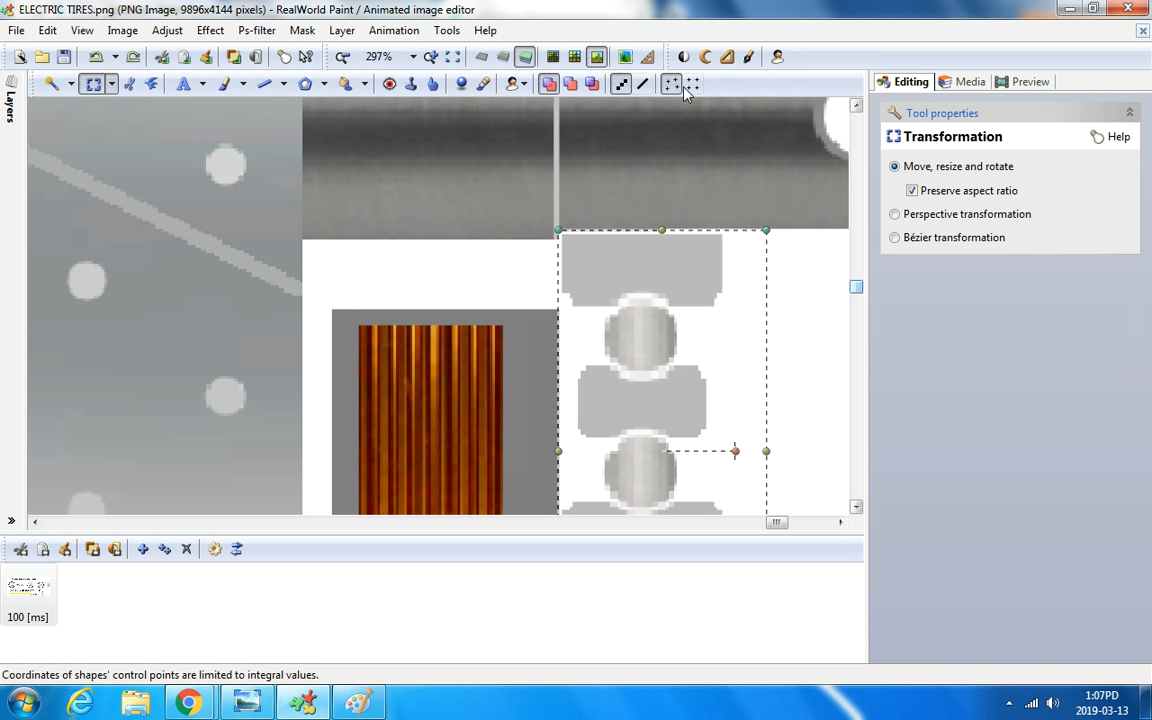 ELECTRIC TIRES.png (PNG Image, 9896x4144 pixels) - RealWorld Paint / Animated image editor
File Edit View Image Adjust Effect Ps-filter Mask Layer Animation Tools Help
297%
Layers
Editing Media Preview
Tool properties
Transformation Help
Move, resize and rotate
Preserve aspect ratio
Perspective transformation
Bézier transformation
100 [ms]
Coordinates of shapes' control points are limited to integral values.
1:07PD
2019-03-13